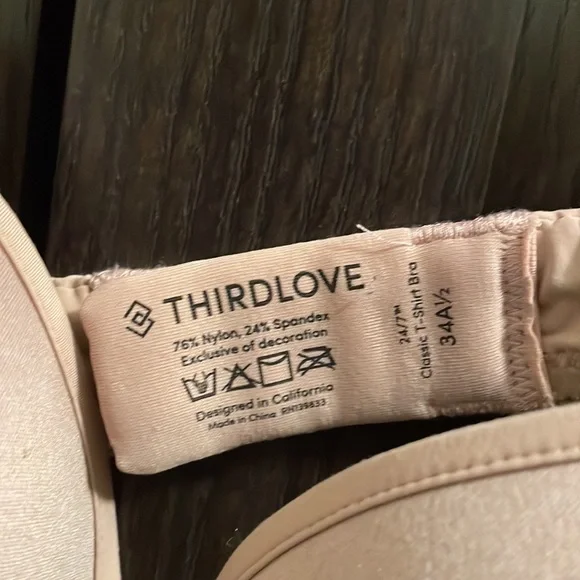 THIRDLOVE
76% Nylon, 24% Spandex
Exclusive of decoration
Designed in California
Made in China RN139833
24/7™
Classic T-Shirt Bra
34A½